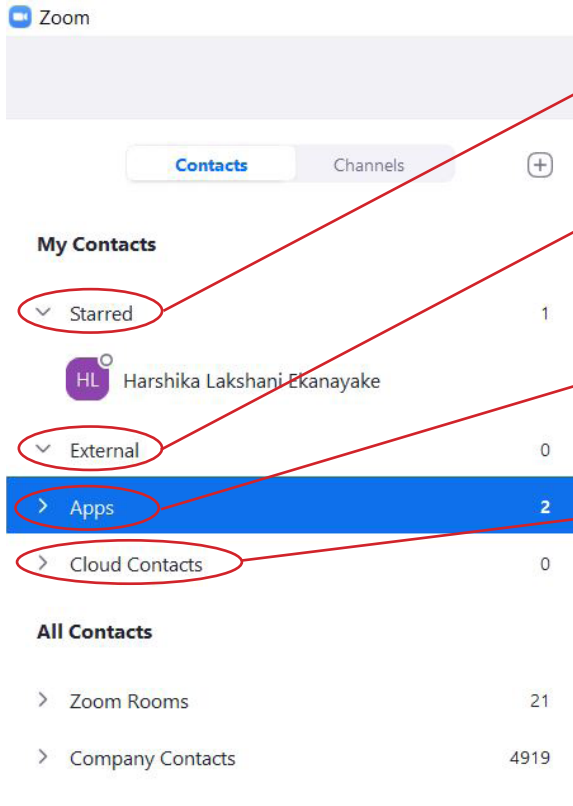 Zoom
Contacts Channels
My Contacts
Starred 1
HL Harshika Lakshani Ekanayake
External 0
Apps 2
Cloud Contacts 0
All Contacts
Zoom Rooms 21
Company Contacts 4919